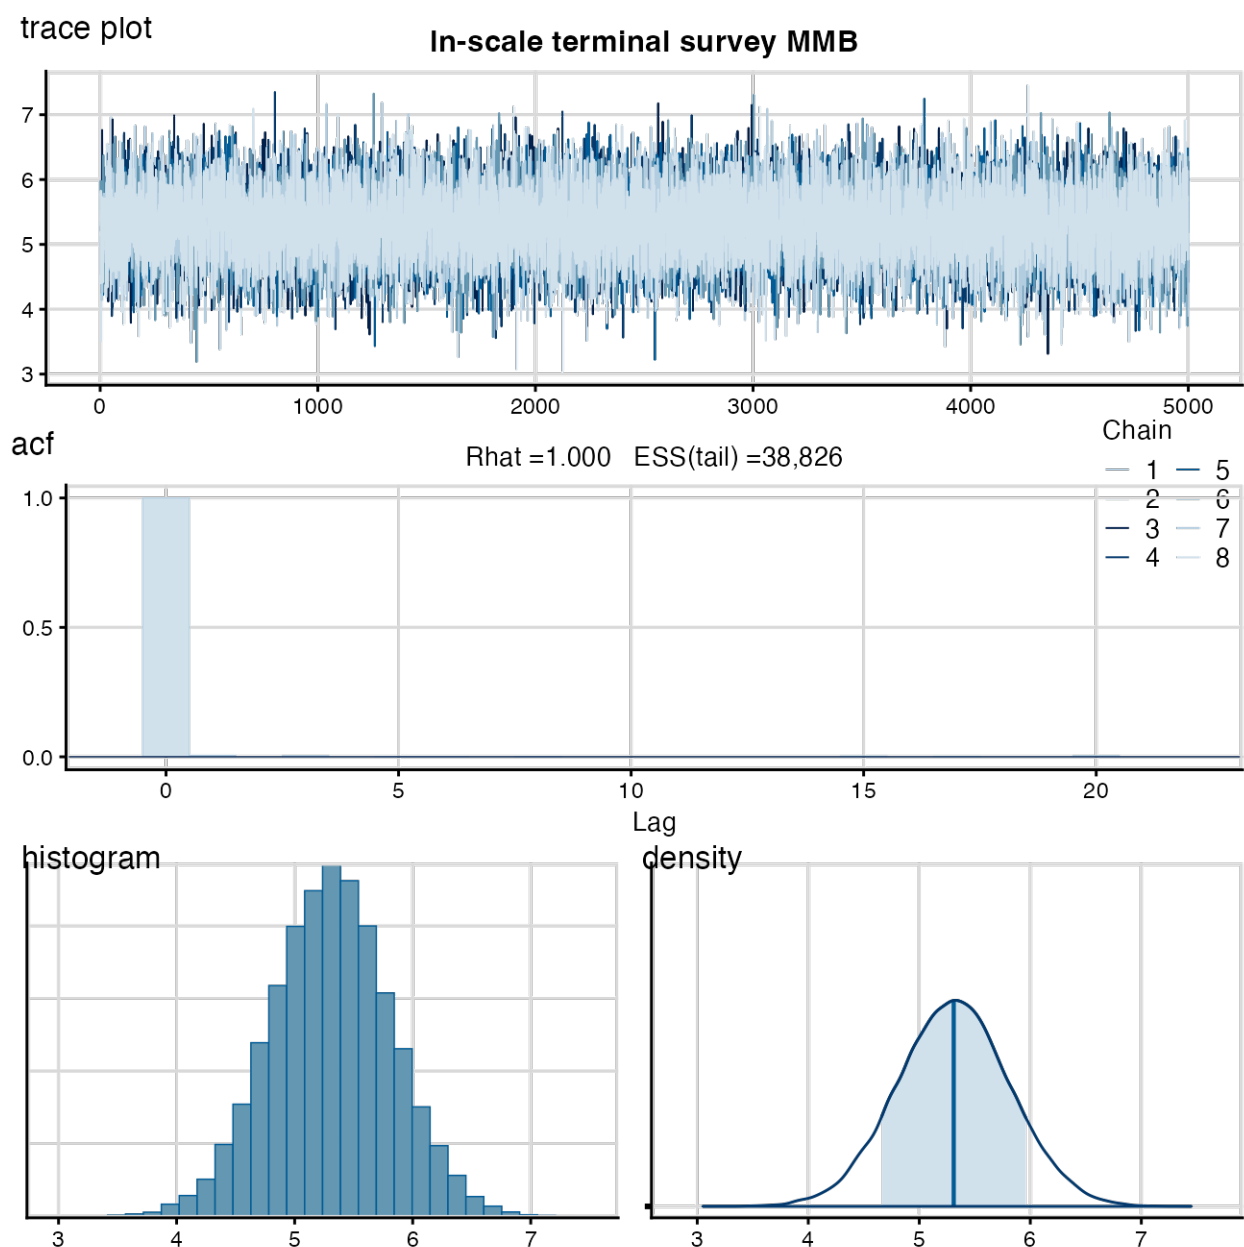 trace plot
ln-scale terminal survey MMB
7
6
5
4
3
0 1000 2000 3000 4000 5000
Chain
acf
Rhat =1.000 ESS(tail) =38,826
1 5
2 6
3 7
4 8
1.0
0.5
0.0
0 5 10 15 20
Lag
histogram
density
3 4 5 6 7
3 4 5 6 7